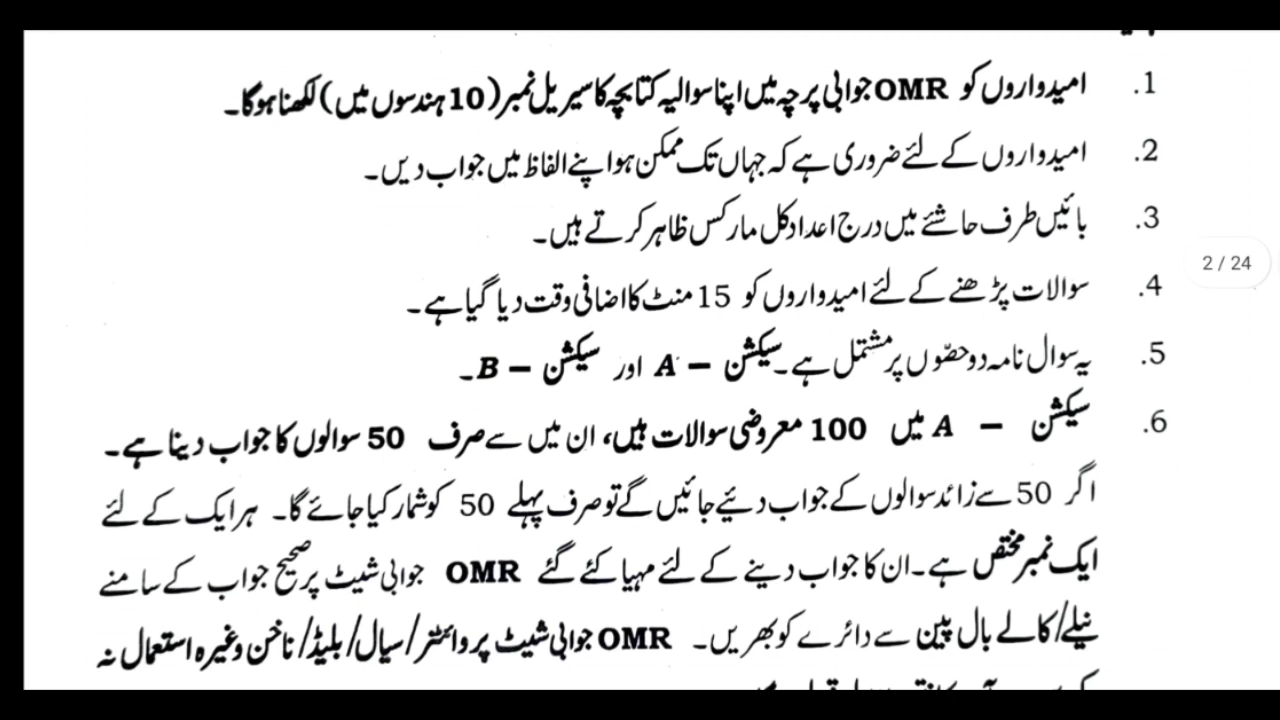 1. امیدواروں کو OMR جوابی پرچہ میں اپنا سوالیہ کتابچہ کا سیریل نمبر (10 ہندسوں میں) لکھنا ہوگا۔
2. امیدواروں کے لئے ضروری ہے کہ جہاں تک ممکن ہو اپنے الفاظ میں جواب دیں۔
3. بائیں طرف حاشئے میں درج اعداد کل مارکس ظاہر کرتے ہیں۔
2 / 24
4. سوالات پڑھنے کے لئے امیدواروں کو 15 منٹ کا اضافی وقت دیا گیا ہے۔
5. یہ سوال نامہ دو حصّوں پر مشتمل ہے۔ سیکشن – A اور سیکشن – B۔
6. سیکشن – A میں 100 معروضی سوالات ہیں، ان میں سے صرف 50 سوالوں کا جواب دینا ہے۔
اگر 50 سے زائد سوالوں کے جواب دئیے جائیں گے تو صرف پہلے 50 کو شمار کیا جائے گا۔ ہر ایک کے لئے
ایک نمبر مختص ہے۔ ان کا جواب دینے کے لئے مہیا کئے گئے OMR جوابی شیٹ پر صحیح جواب کے سامنے
نیلے/کالے بال پین سے دائرے کو بھریں۔ OMR جوابی شیٹ پر وائٹنر/سیال/بلیڈ/ناخن وغیرہ استعمال نہ